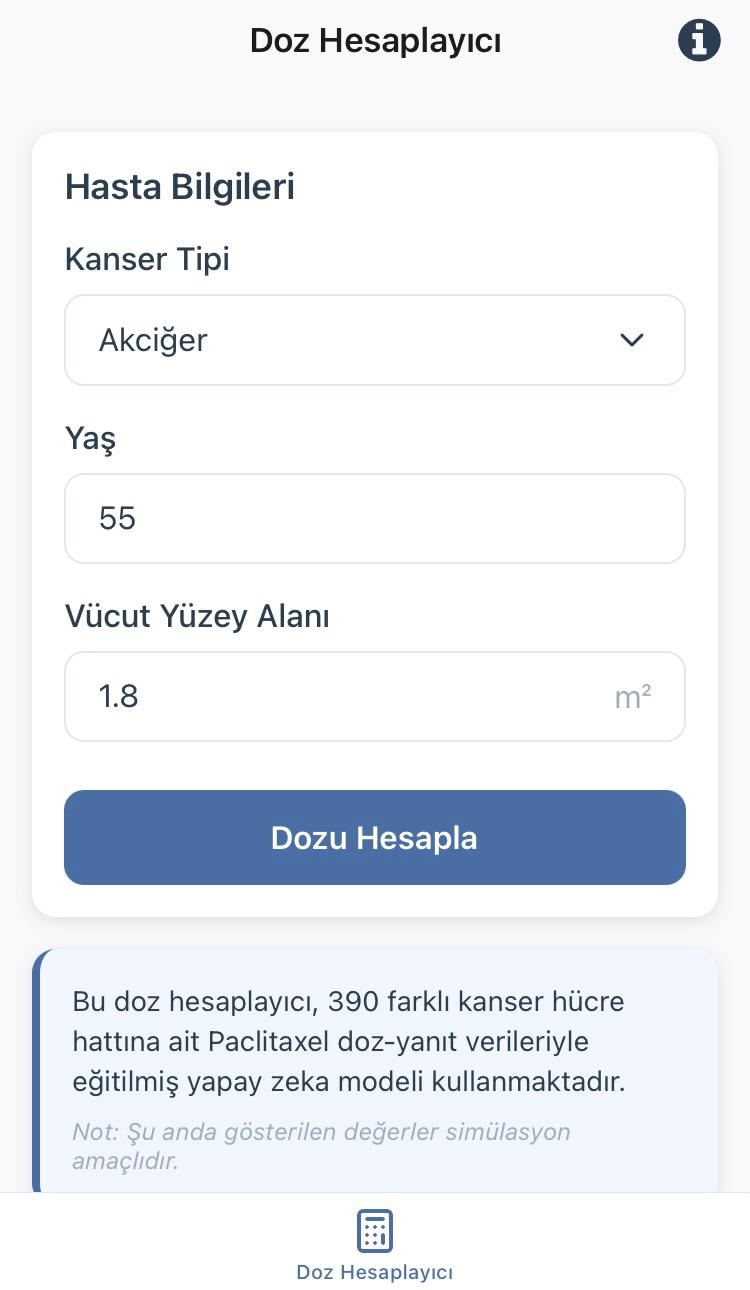 Doz Hesaplayıcı
Hasta Bilgileri
Kanser Tipi
Akciğer
Yaş
55
Vücut Yüzey Alanı
1.8 m²
Dozu Hesapla
Bu doz hesaplayıcı, 390 farklı kanser hücre
hattına ait Paclitaxel doz-yanıt verileriyle
eğitilmiş yapay zeka modeli kullanmaktadır.
Not: Şu anda gösterilen değerler simülasyon
amaçlıdır.
Doz Hesaplayıcı